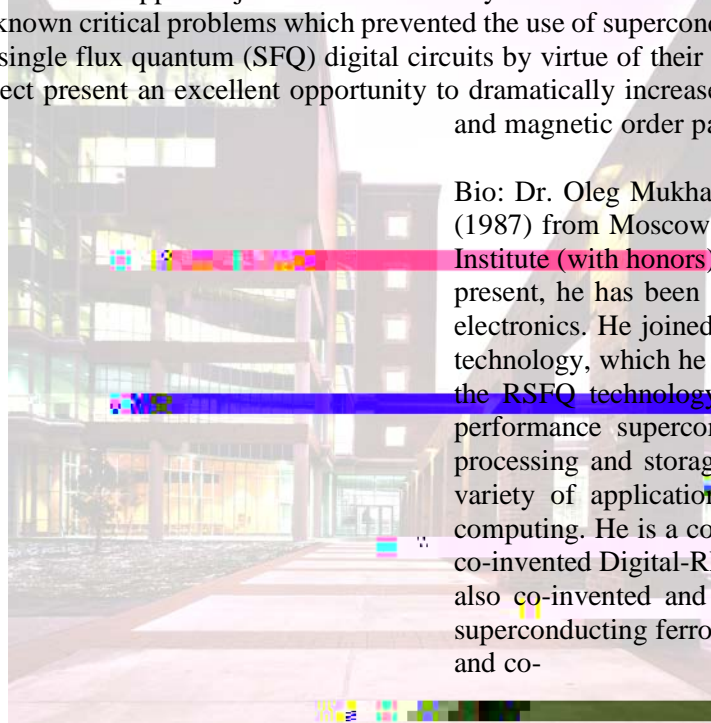 known critical problems which prevented the use of supercond
single flux quantum (SFQ) digital circuits by virtue of their
ect present an excellent opportunity to dramatically increase
and magnetic order pa
Bio: Dr. Oleg Mukha
(1987) from Moscow
Institute (with honors)
present, he has been
electronics. He joined
technology, which he
the RSFQ technology
performance supercon
processing and storag
variety of application
computing. He is a co
co-invented Digital-R
also co-invented and
superconducting ferro
and co-